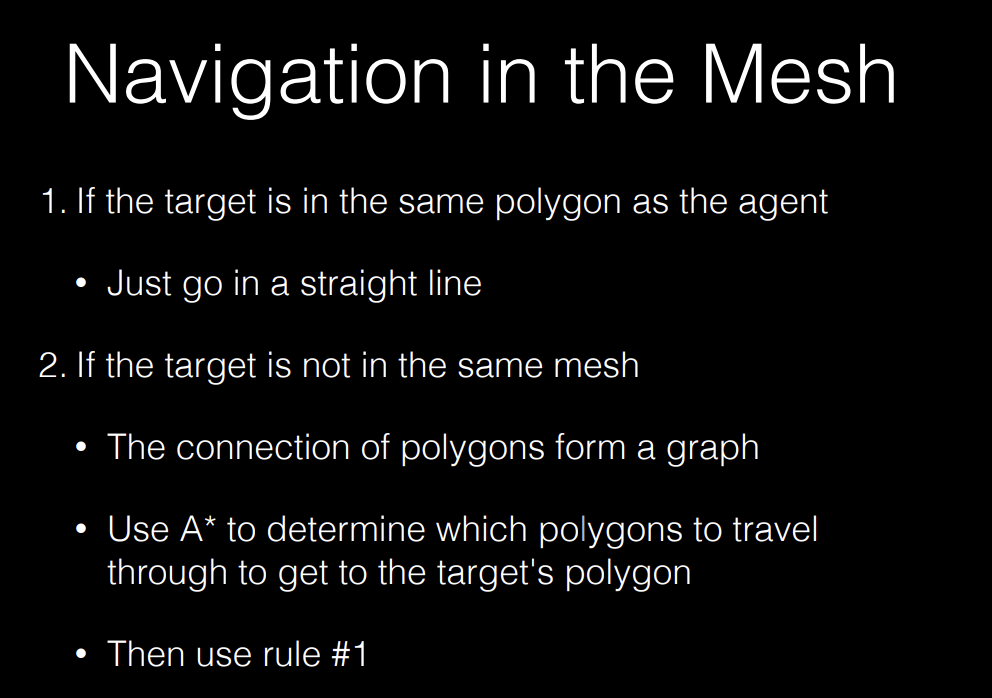 Navigation in the Mesh
1. If the target is in the same polygon as the agent
• Just go in a straight line
2. If the target is not in the same mesh
• The connection of polygons form a graph
• Use A* to determine which polygons to travel
through to get to the target's polygon
• Then use rule #1